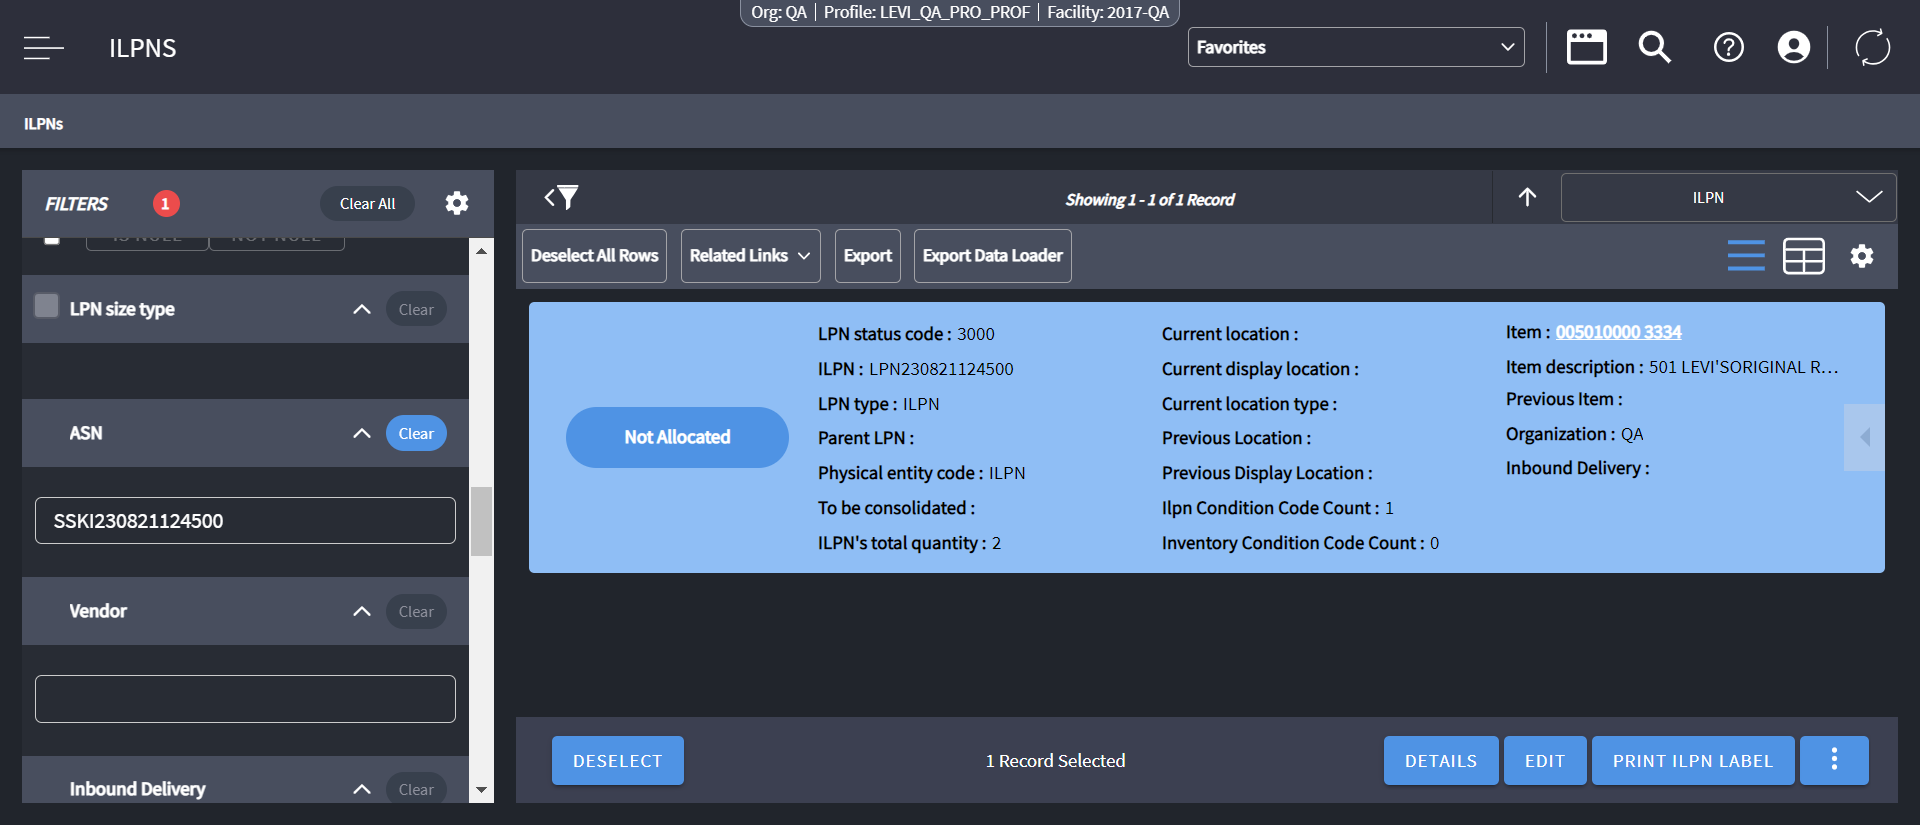 Org: QA | Profile: LEVI_QA_PRO_PROF | Facility: 2017-QA
ILPNS
Favorites
ILPNs
FILTERS 1 Clear All
IS NULL NOT NULL
LPN size type Clear
ASN Clear
SSKI230821124500
Vendor Clear
Inbound Delivery Clear
Showing 1 - 1 of 1 Record
ILPN
Deselect All Rows Related Links Export Export Data Loader
Not Allocated
LPN status code : 3000
ILPN : LPN230821124500
LPN type : ILPN
Parent LPN :
Physical entity code : ILPN
To be consolidated :
ILPN's total quantity : 2
Current location :
Current display location :
Current location type :
Previous Location :
Previous Display Location :
Ilpn Condition Code Count : 1
Inventory Condition Code Count : 0
Item : 005010000 3334
Item description : 501 LEVI'SORIGINAL R...
Previous Item :
Organization : QA
Inbound Delivery :
DESELECT 1 Record Selected DETAILS EDIT PRINT ILPN LABEL